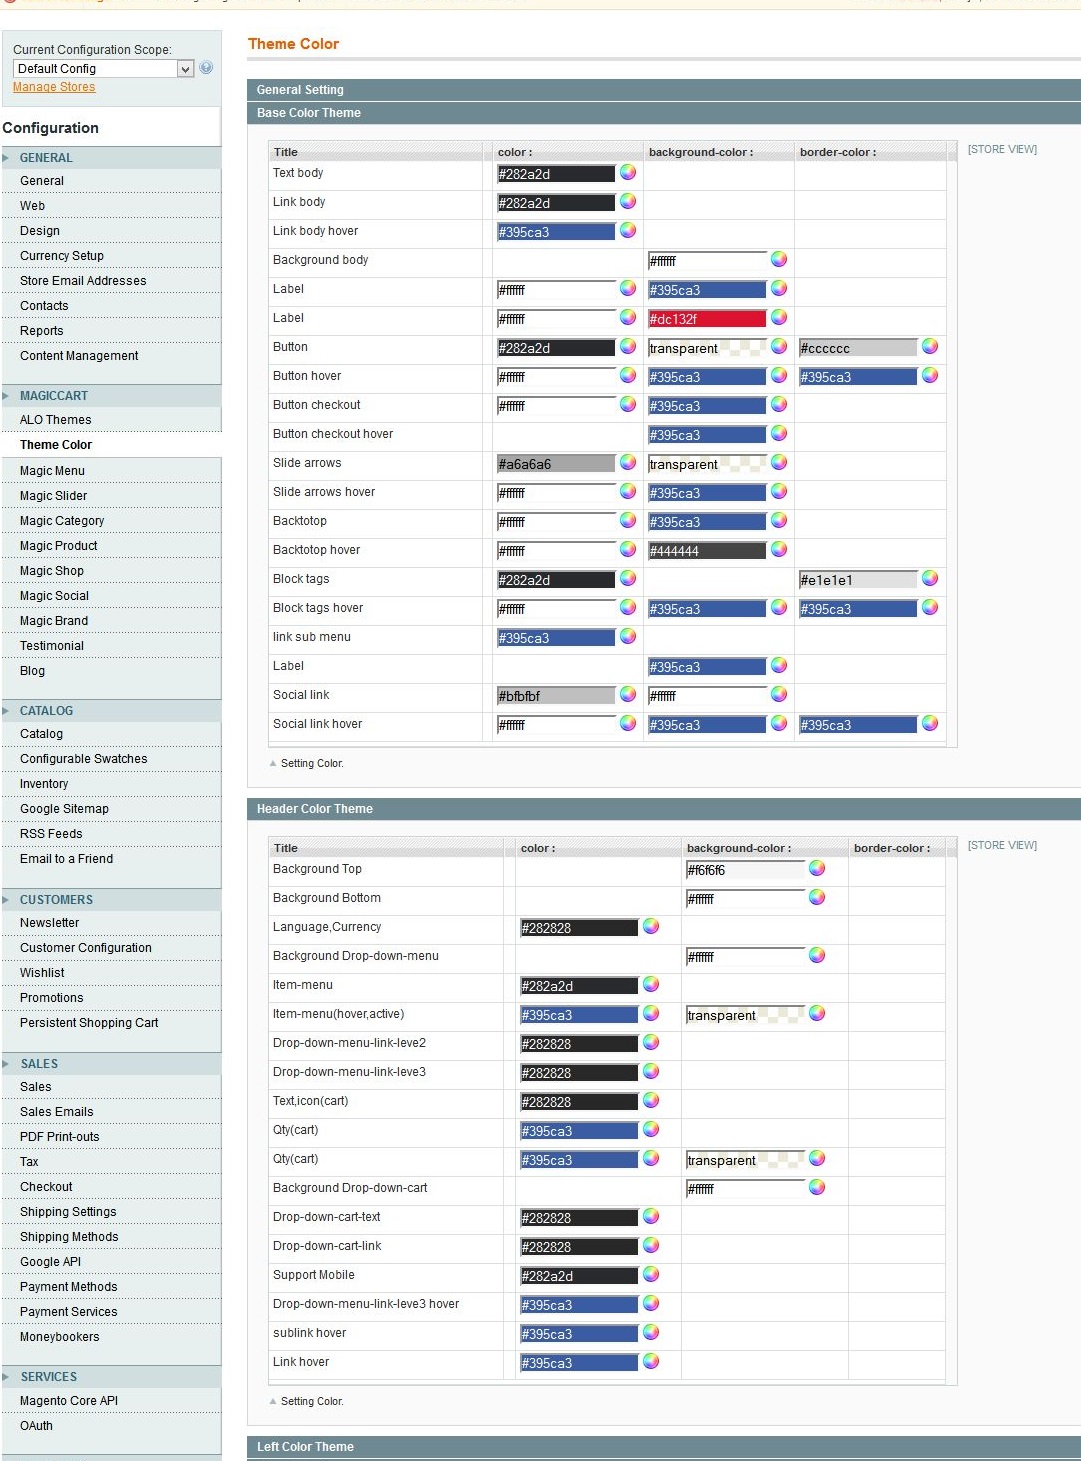 Current Configuration Scope:
Default Config
Manage Stores
Configuration
GENERAL
General
Web
Design
Currency Setup
Store Email Addresses
Contacts
Reports
Content Management
MAGICCART
ALO Themes
Theme Color
Magic Menu
Magic Slider
Magic Category
Magic Product
Magic Shop
Magic Social
Magic Brand
Testimonial
Blog
CATALOG
Catalog
Configurable Swatches
Inventory
Google Sitemap
RSS Feeds
Email to a Friend
CUSTOMERS
Newsletter
Customer Configuration
Wishlist
Promotions
Persistent Shopping Cart
SALES
Sales
Sales Emails
PDF Print-outs
Tax
Checkout
Shipping Settings
Shipping Methods
Google API
Payment Methods
Payment Services
Moneybookers
SERVICES
Magento Core API
OAuth
Theme Color
General Setting
Base Color Theme
Title color : background-color : border-color : [STORE VIEW]
Text body #282a2d
Link body #282a2d
Link body hover #395ca3
Background body #ffffff
Label #ffffff #395ca3
Label #ffffff #dc132f
Button #282a2d transparent #cccccc
Button hover #ffffff #395ca3 #395ca3
Button checkout #ffffff #395ca3
Button checkout hover #395ca3
Slide arrows #a6a6a6 transparent
Slide arrows hover #ffffff #395ca3
Backtotop #ffffff #395ca3
Backtotop hover #ffffff #444444
Block tags #282a2d #e1e1e1
Block tags hover #ffffff #395ca3 #395ca3
link sub menu #395ca3
Label #395ca3
Social link #bfbfbf #ffffff
Social link hover #ffffff #395ca3 #395ca3
Setting Color.
Header Color Theme
Title color : background-color : border-color : [STORE VIEW]
Background Top #f6f6f6
Background Bottom #ffffff
Language,Currency #282828
Background Drop-down-menu #ffffff
Item-menu #282a2d
Item-menu(hover,active) #395ca3 transparent
Drop-down-menu-link-leve2 #282828
Drop-down-menu-link-leve3 #282828
Text,icon(cart) #282828
Qty(cart) #395ca3
Qty(cart) #395ca3 transparent
Background Drop-down-cart #ffffff
Drop-down-cart-text #282828
Drop-down-cart-link #282828
Support Mobile #282a2d
Drop-down-menu-link-leve3 hover #395ca3
sublink hover #395ca3
Link hover #395ca3
Setting Color.
Left Color Theme